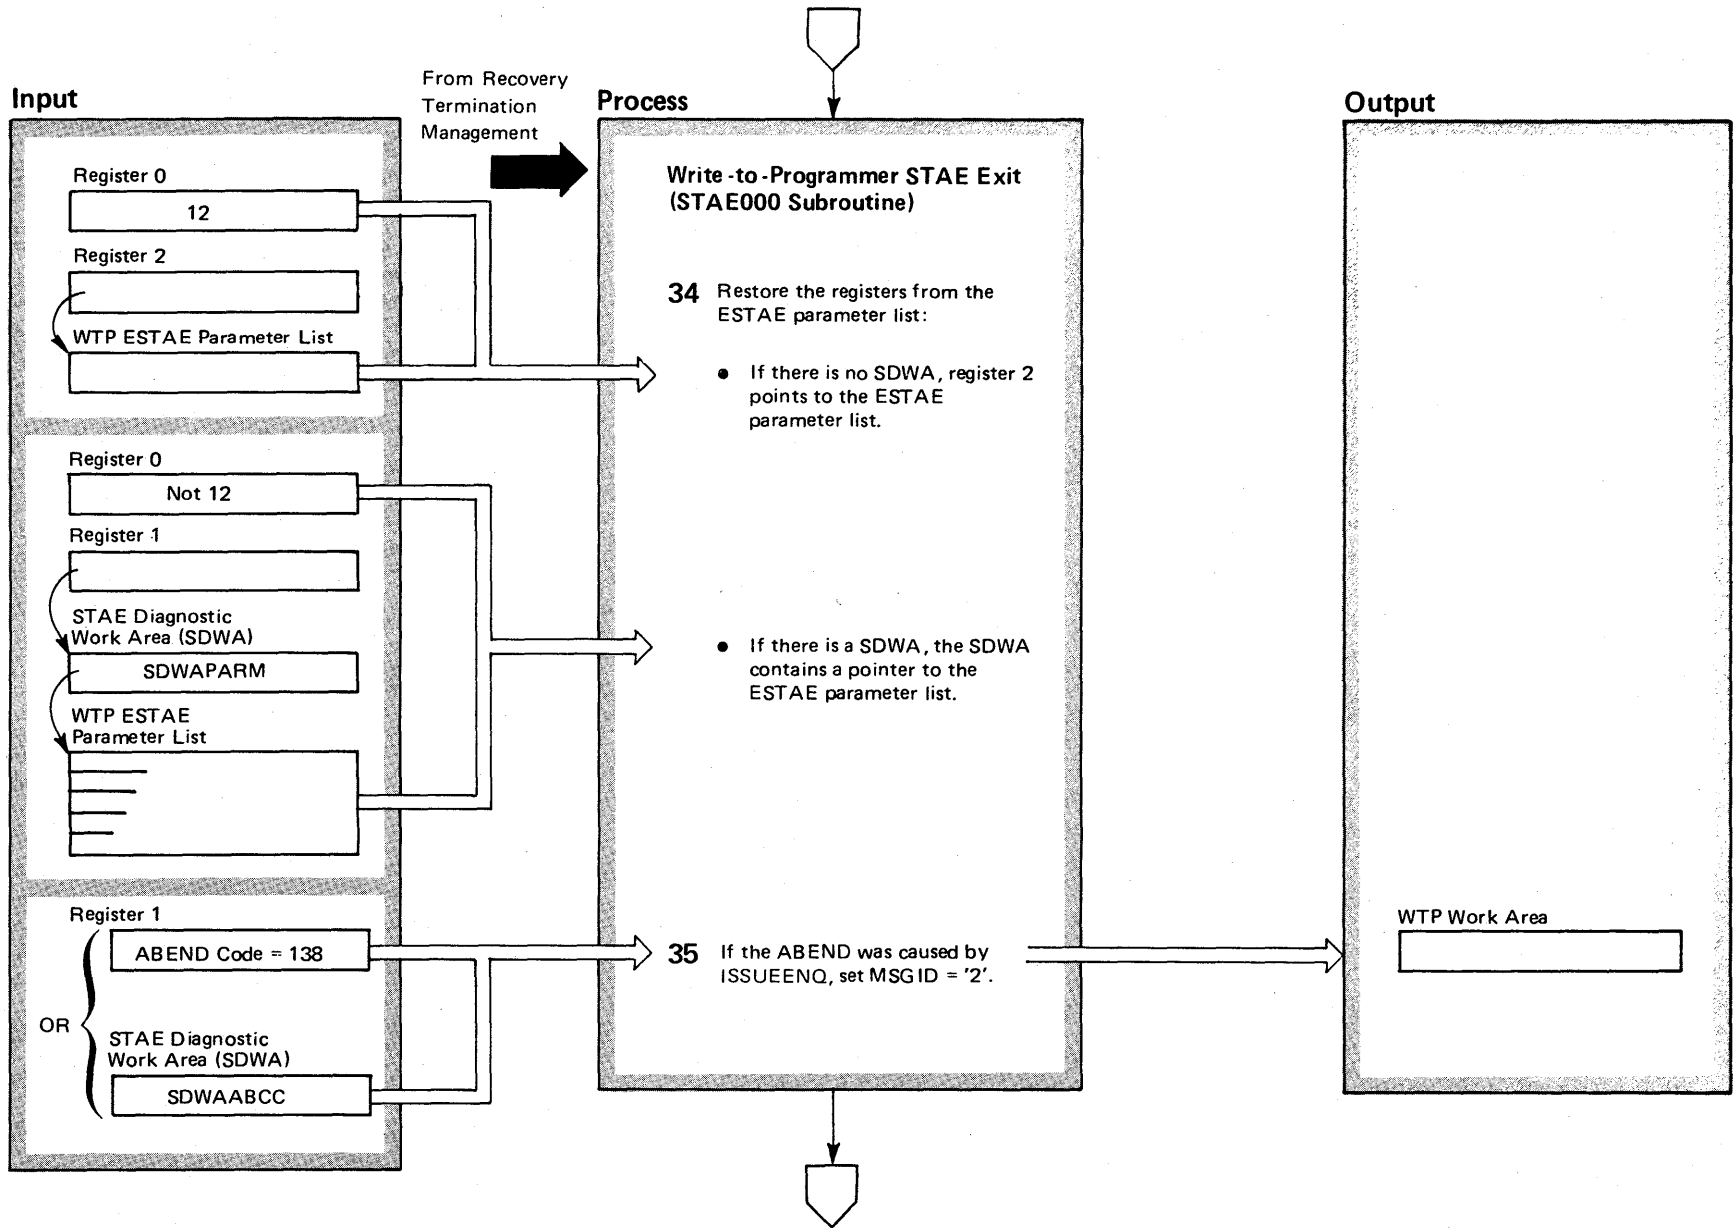 From Recovery
Termination
Management
Input
Process
Output
Register 0
12
Register 2
WTP ESTAE Parameter List
Register 0
Not 12
Register 1
STAE Diagnostic
Work Area (SDWA)
SDWAPARM
WTP ESTAE
Parameter List
Register 1
ABEND Code = 138
OR
STAE Diagnostic
Work Area (SDWA)
SDWAABCC
Write-to-Programmer STAE Exit
(STAE000 Subroutine)
34 Restore the registers from the
ESTAE parameter list:
• If there is no SDWA, register 2
points to the ESTAE
parameter list.
• If there is a SDWA, the SDWA
contains a pointer to the
ESTAE parameter list.
35 If the ABEND was caused by
ISSUEENQ, set MSGID = '2'.
WTP Work Area